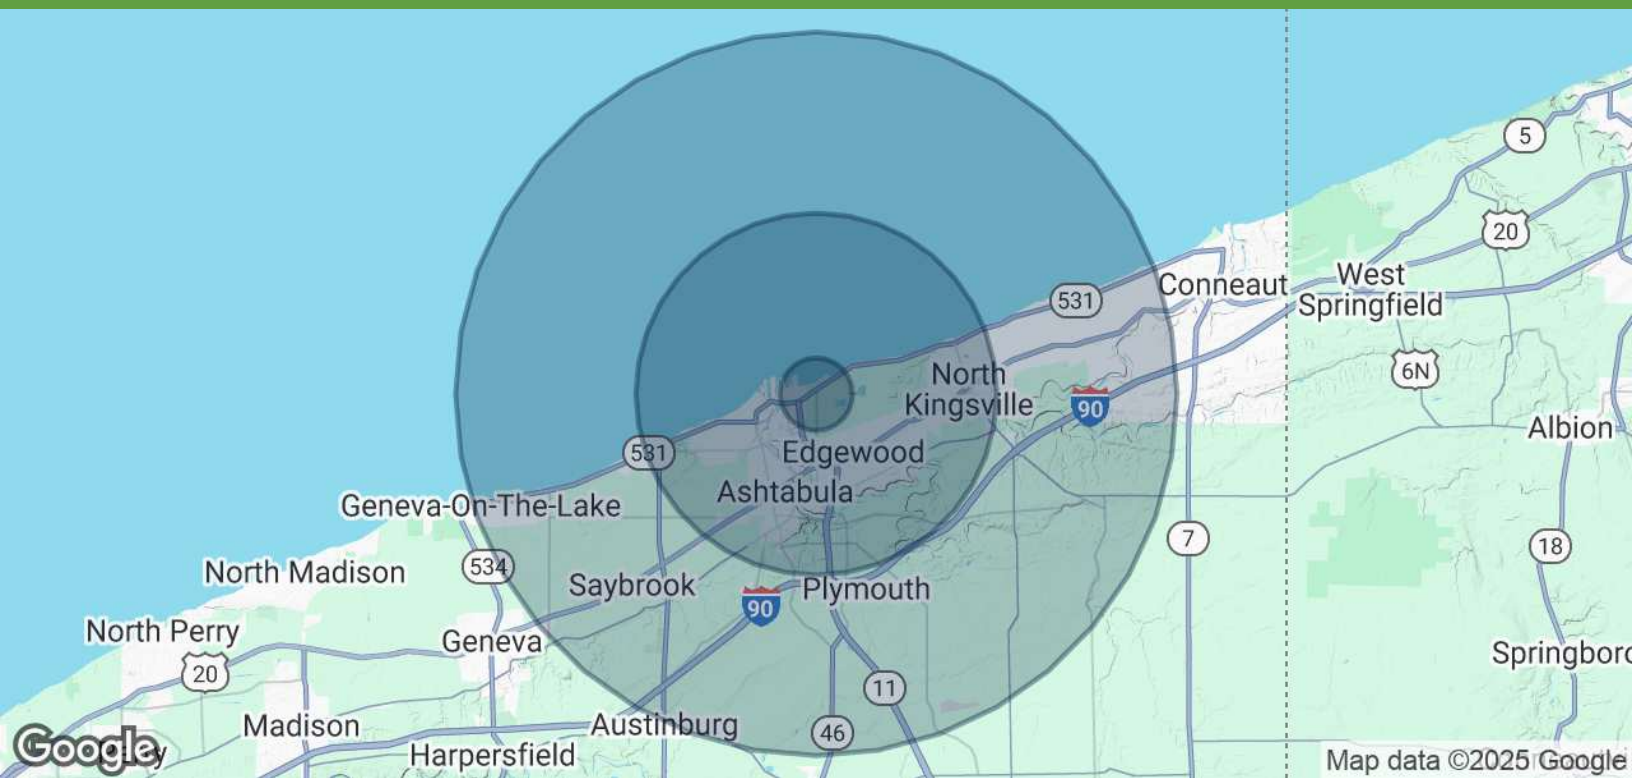 5
20
West
Springfield
Conneaut
531
6N
North
Kingsville
90
Albion
531
Edgewood
Ashtabula
Geneva-On-The-Lake
7
18
534
North Madison
Saybrook
Plymouth
90
North Perry
20
Geneva
Springboro
11
Madison
Austinburg
46
Harpersfield
Google
Map data ©2025 Google